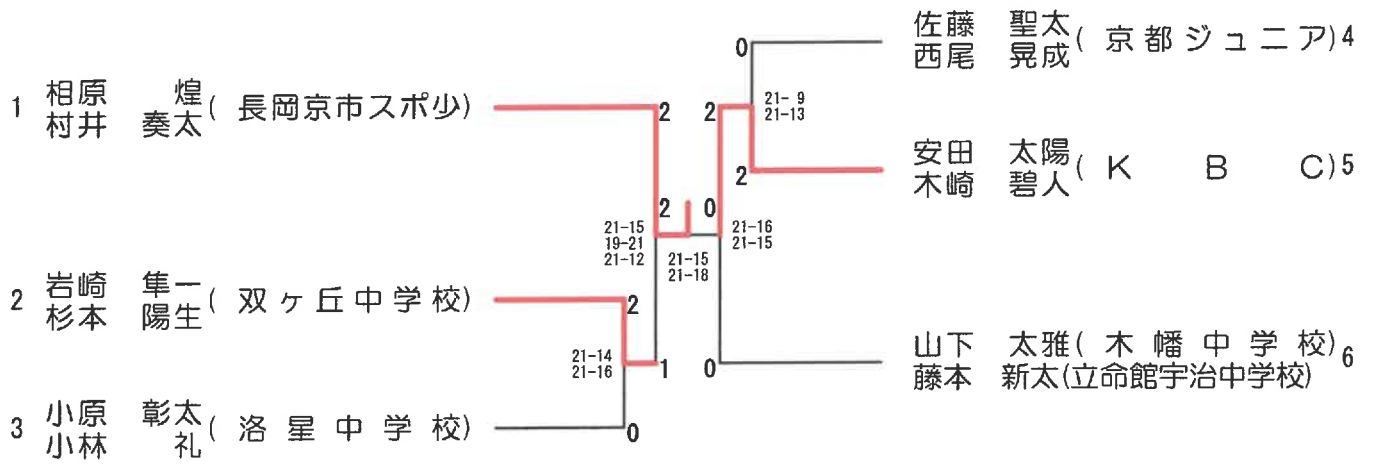 1 相原 煌
村井 奏太
( 長岡京市スポ少)
2 岩崎 隼一
杉本 陽生
( 双ヶ丘中学校)
3 小原 彰太
小林 礼
( 洛星中学校)
2
2
21-15
19-21
21-12
2
21-14
21-16
1
0
21-15
21-18
0
2
21- 9
21-13
2
0
21-16
21-15
0
佐藤 聖太
西尾 晃成
( 京都ジュニア) 4
安田 太陽
木崎 碧人
( K B C) 5
山下 太雅( 木幡中学校)
藤本 新太(立命館宇治中学校)
6